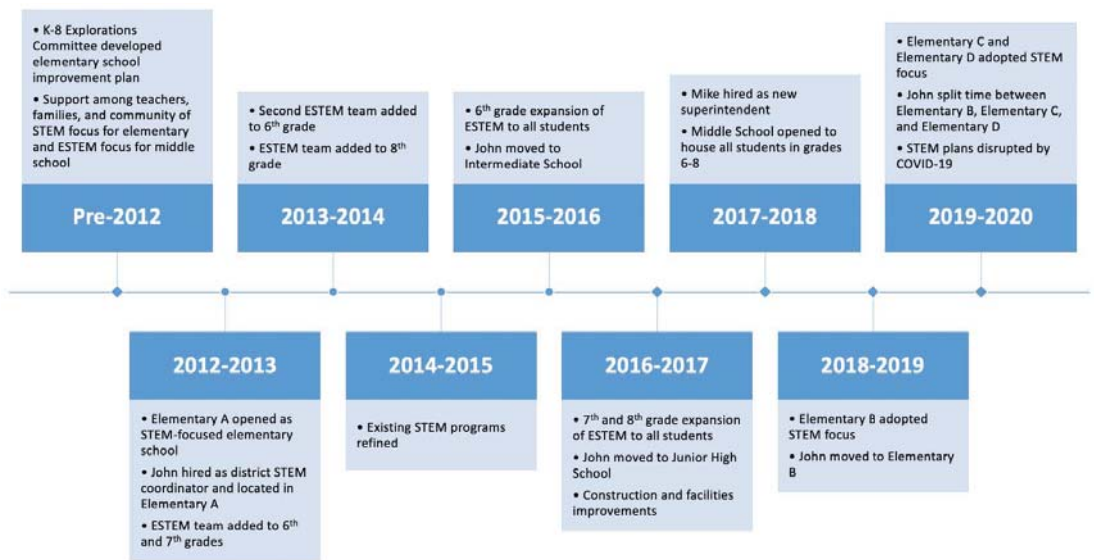 • K-8 Explorations
Committee developed
elementary school
improvement plan
• Support among teachers,
families, and community of
STEM focus for elementary
and ESTEM focus for middle
school
Pre-2012
• Second ESTEM team added
to 6th grade
• ESTEM team added to 8th
grade
2013-2014
• 6th grade expansion of
ESTEM to all students
• John moved to
Intermediate School
2015-2016
• Mike hired as new
superintendent
• Middle School opened to
house all students in grades
6-8
2017-2018
• Elementary C and
Elementary D adopted STEM
focus
• John split time between
Elementary B, Elementary C,
and Elementary D
• STEM plans disrupted by
COVID-19
2019-2020
2012-2013
• Elementary A opened as
STEM-focused elementary
school
• John hired as district STEM
coordinator and located in
Elementary A
• ESTEM team added to 6th
and 7th grades
2014-2015
• Existing STEM programs
refined
2016-2017
• 7th and 8th grade expansion
of ESTEM to all students
• John moved to Junior High
School
• Construction and facilities
improvements
2018-2019
• Elementary B adopted
STEM focus
• John moved to Elementary
B